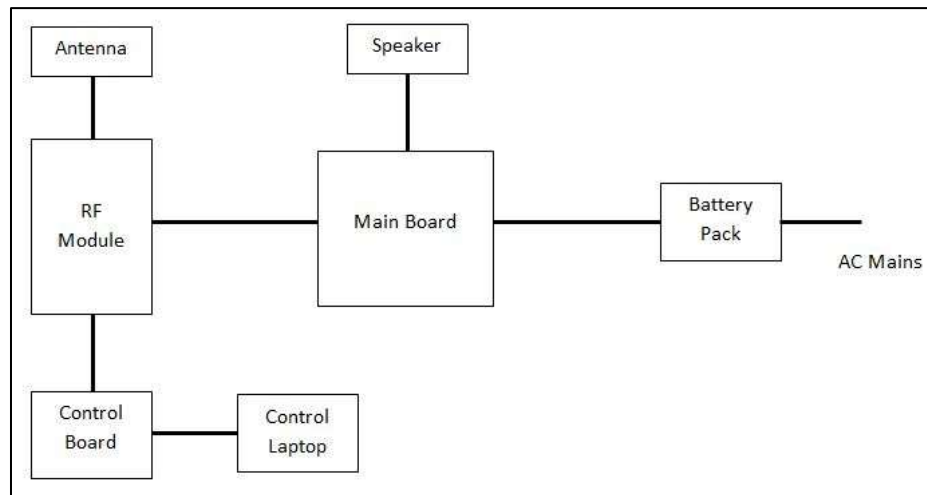 Antenna
Speaker
RF
Module
Main Board
Battery
Pack
AC Mains
Control
Board
Control
Laptop